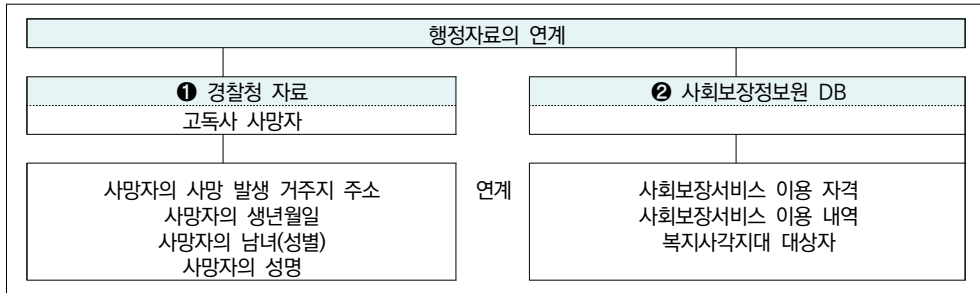 행정자료의 연계
❶ 경찰청 자료
고독사 사망자
사망자의 사망 발생 거주지 주소
사망자의 생년월일
사망자의 남녀(성별)
사망자의 성명
연계
❷ 사회보장정보원 DB
사회보장서비스 이용 자격
사회보장서비스 이용 내역
복지사각지대 대상자